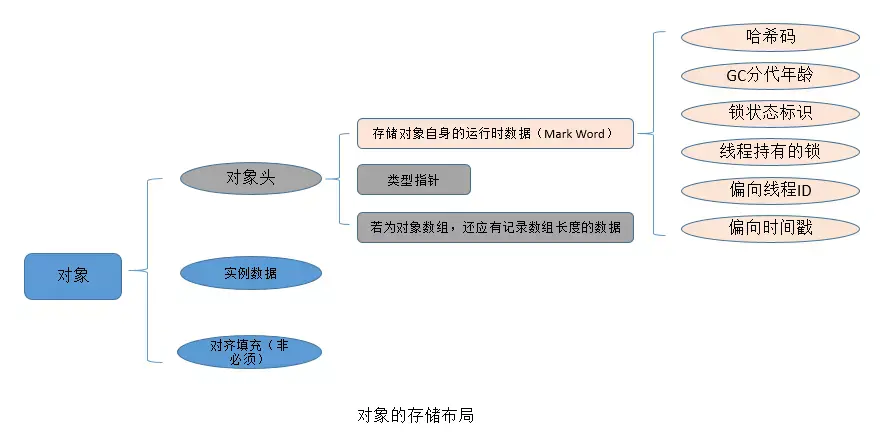 对象
对象头
实例数据
对齐填充（非
必须）
存储对象自身的运行时数据（Mark Word）
类型指针
若为对象数组，还应有记录数组长度的数据
哈希码
GC分代年龄
锁状态标识
线程持有的锁
偏向线程ID
偏向时间戳
对象的存储布局